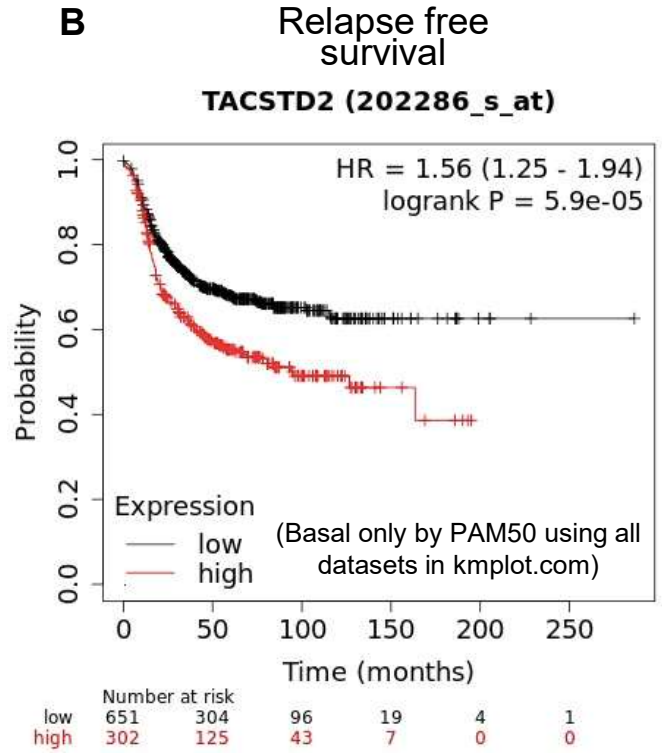 B
Relapse free
survival
TACSTD2 (202286_s_at)
HR = 1.56 (1.25 - 1.94)
logrank P = 5.9e-05
Probability
1.0
0.8
0.6
0.4
0.2
0.0
Expression
low
high
(Basal only by PAM50 using all
datasets in kmplot.com)
0 50 100 150 200 250
Time (months)
Number at risk
low 651 304 96 19 4 1
high 302 125 43 7 0 0